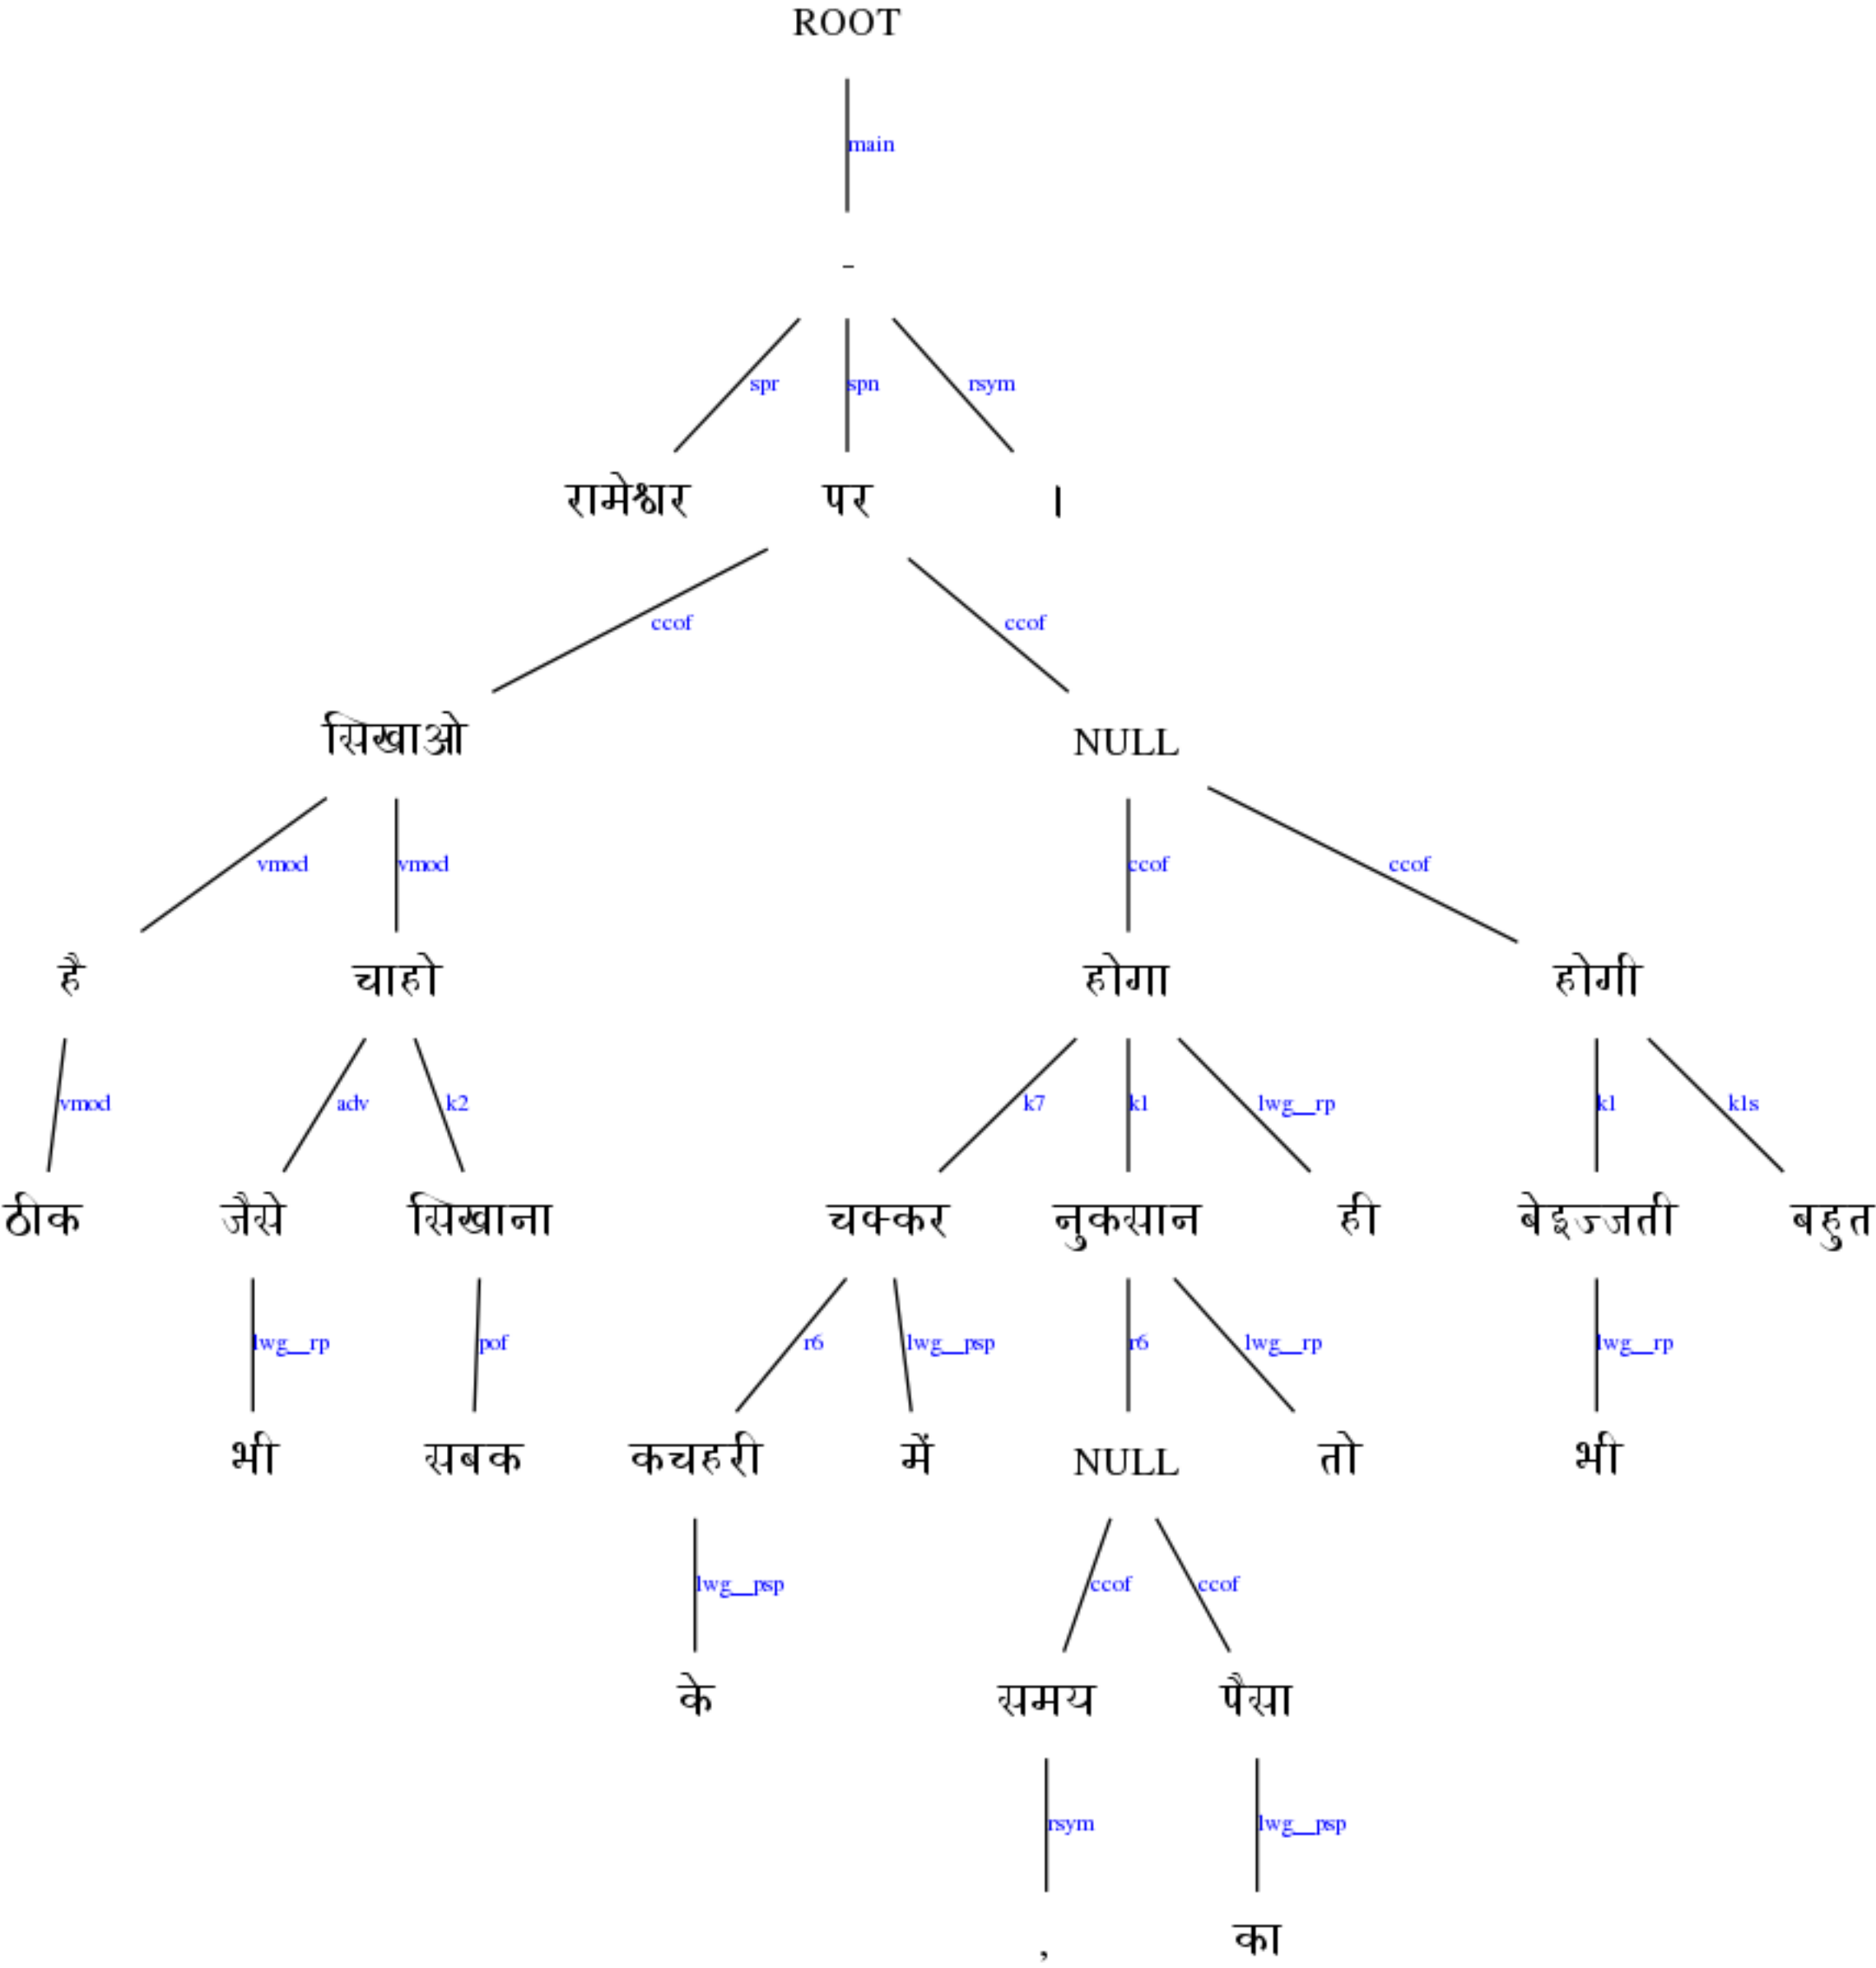 ROOT
main
-
spr spn rsym
रामेश्वर पर ।
ccof ccof
सिखाओ NULL
vmod vmod ccof ccof
है चाहो होगा होगी
vmod adv k2 k7 k1 lwg__rp k1 k1s
ठीक जैसे सिखाना चक्कर नुकसान ही बेइज्जती बहुत
lwg__rp pof r6 lwg__psp r6 lwg__rp lwg__rp
भी सबक कचहरी में NULL तो भी
lwg__psp ccof ccof
के समय पैसा
rsym lwg__psp
, का